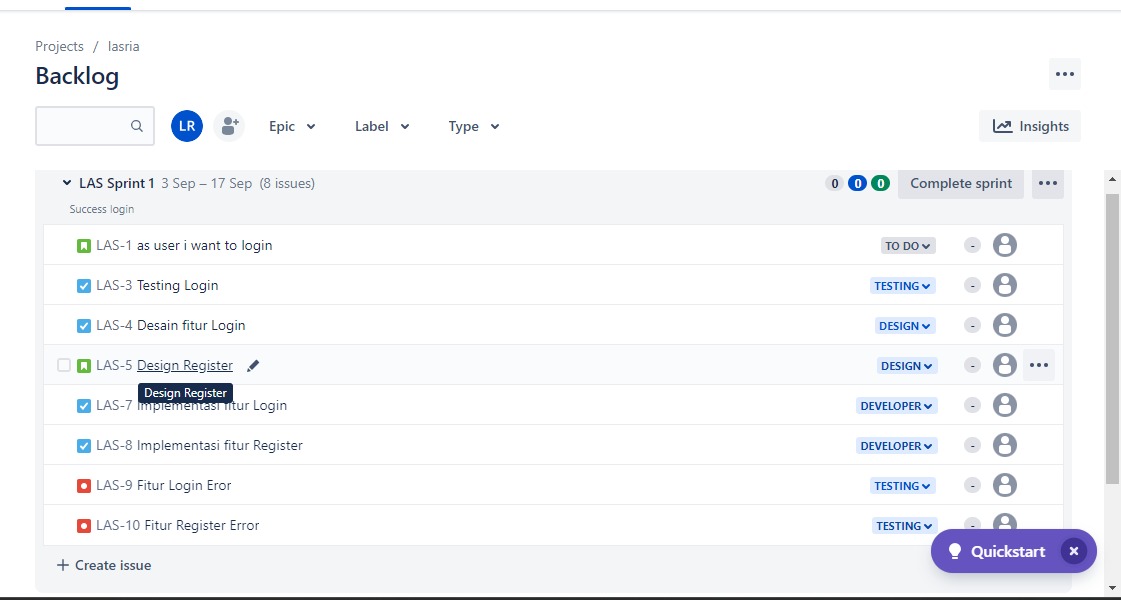 Projects / lasria
Backlog
LR Epic Label Type Insights
LAS Sprint 1 3 Sep – 17 Sep (8 issues) 0 0 0 Complete sprint
Success login
LAS-1 as user i want to login TO DO -
LAS-3 Testing Login TESTING -
LAS-4 Desain fitur Login DESIGN -
LAS-5 Design Register DESIGN -
Design Register
LAS-7 Implementasi fitur Login DEVELOPER -
LAS-8 Implementasi fitur Register DEVELOPER -
LAS-9 Fitur Login Eror TESTING -
LAS-10 Fitur Register Error TESTING -
+ Create issue
Quickstart